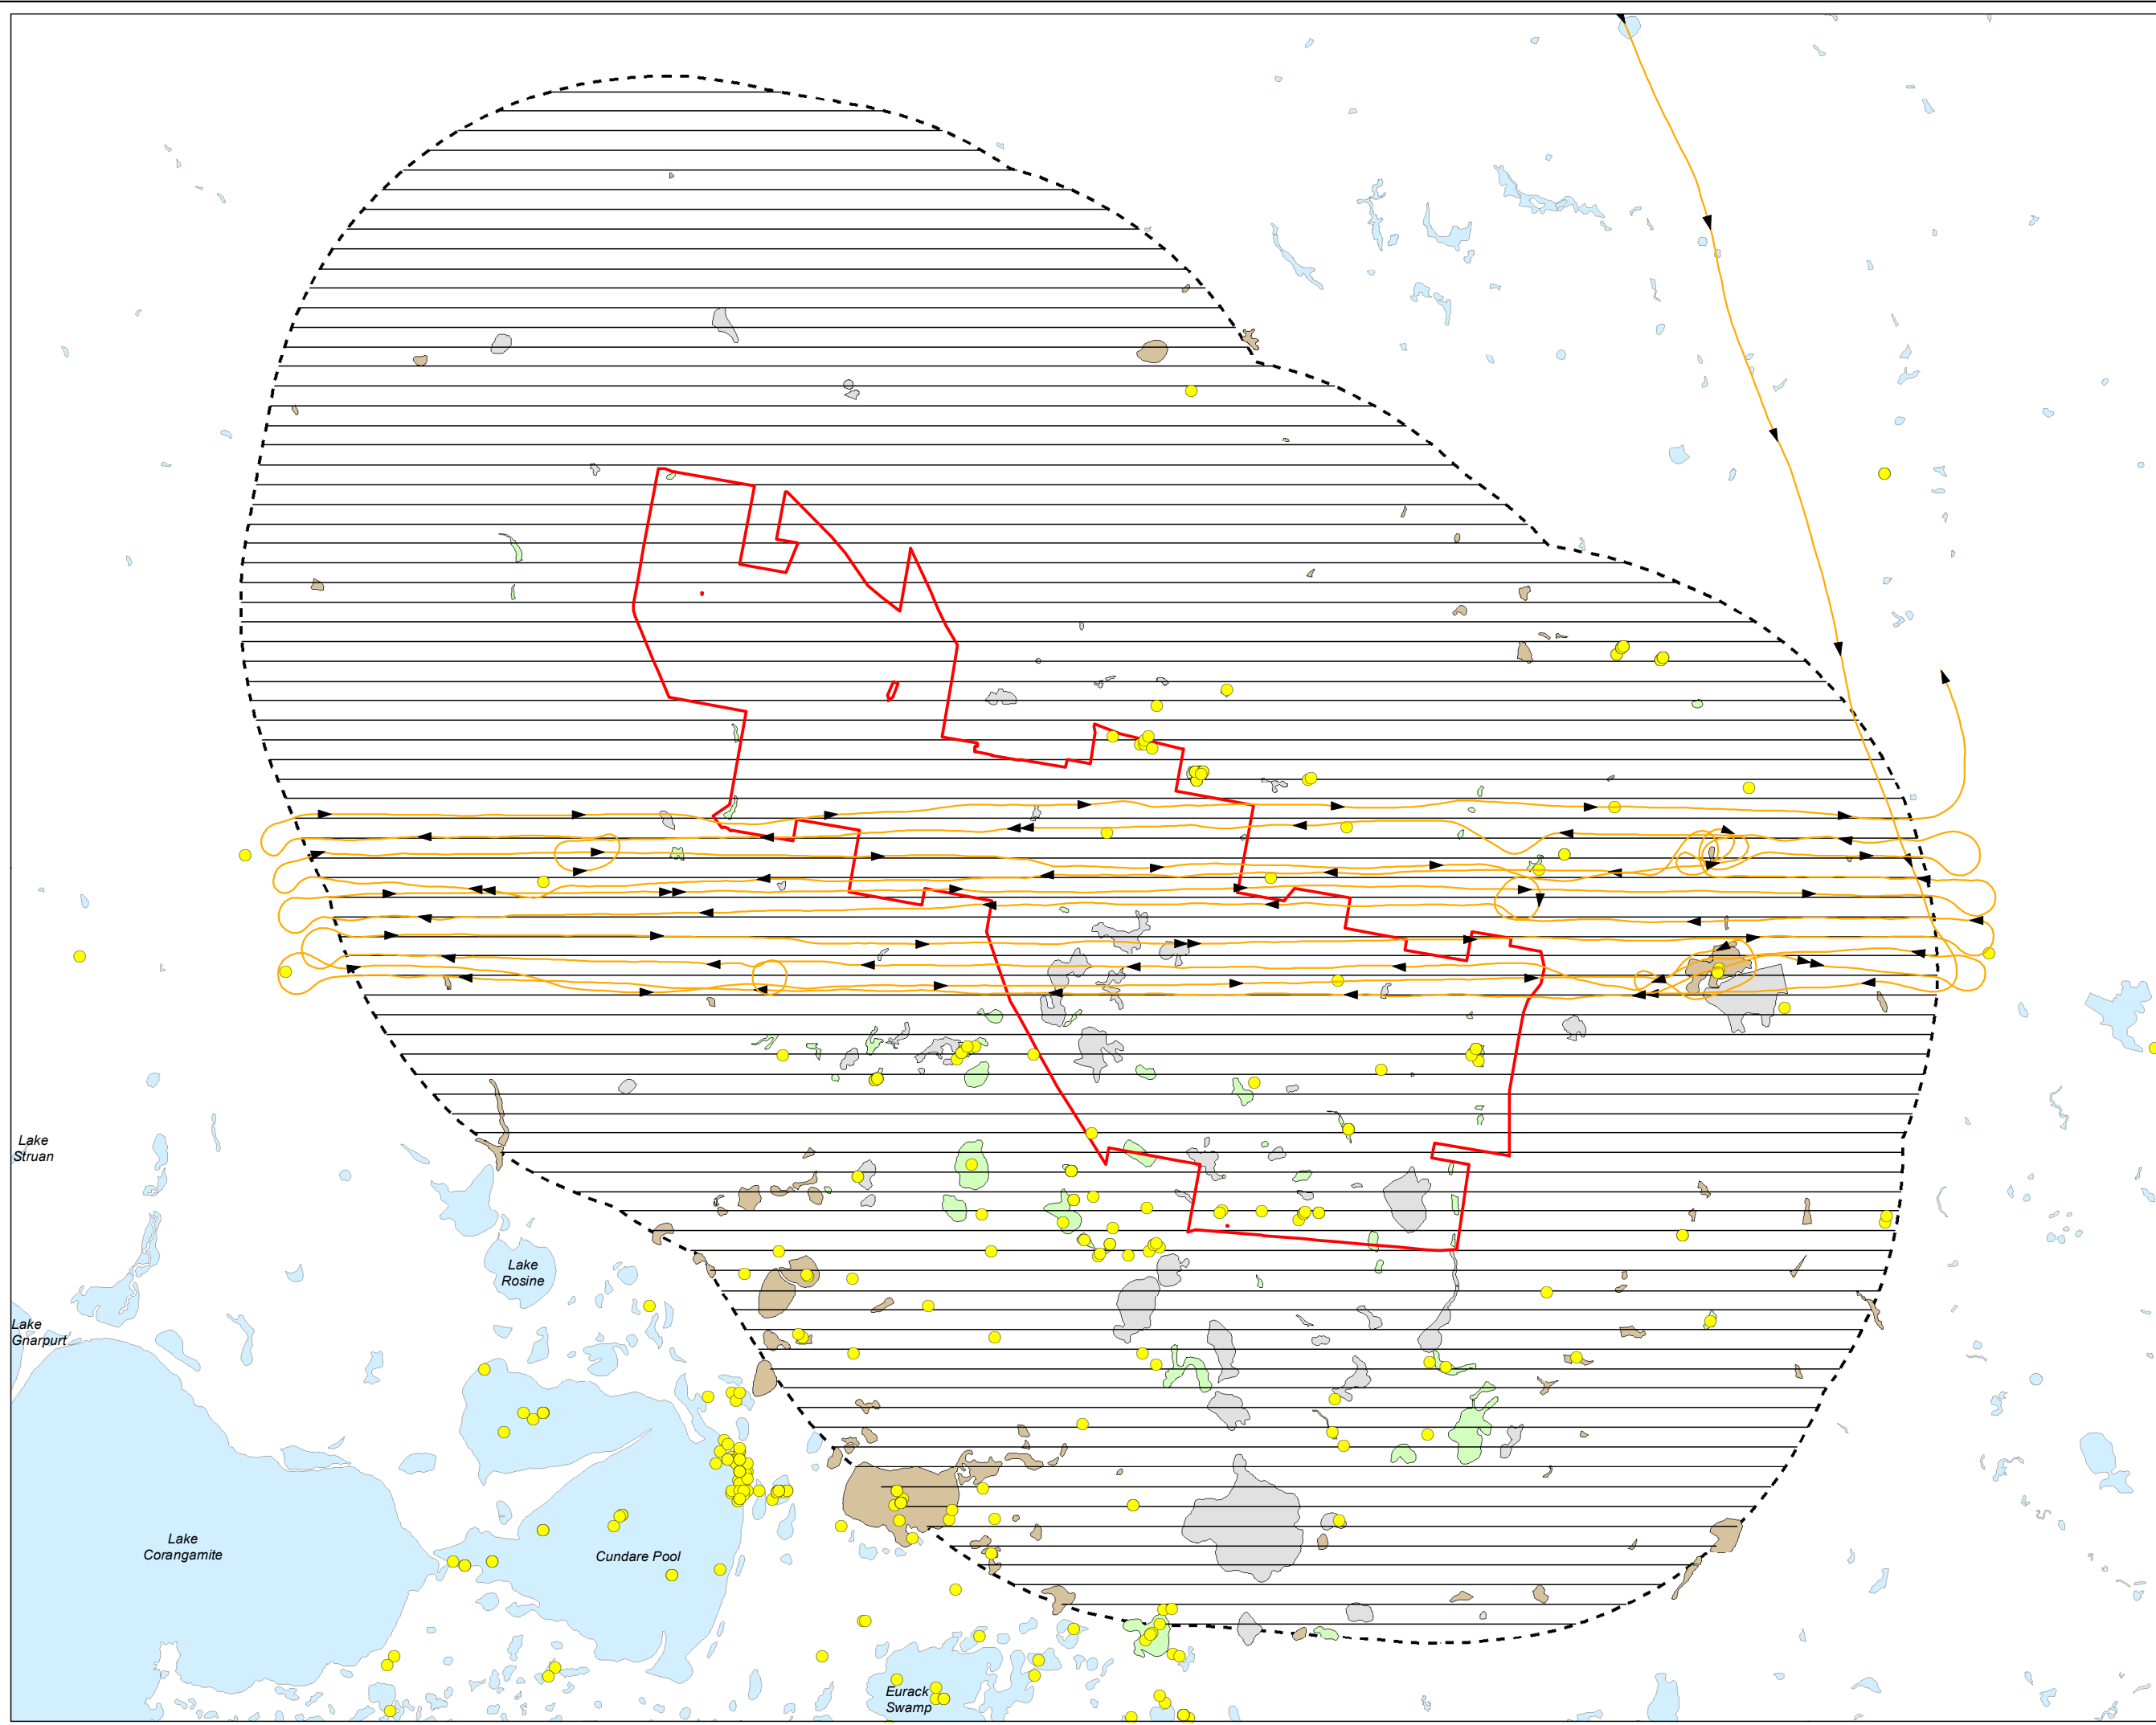 Lake
Struan
Lake
Rosine
Lake
Gnarpurt
Lake
Corangamite
Cundare Pool
Eurack
Swamp